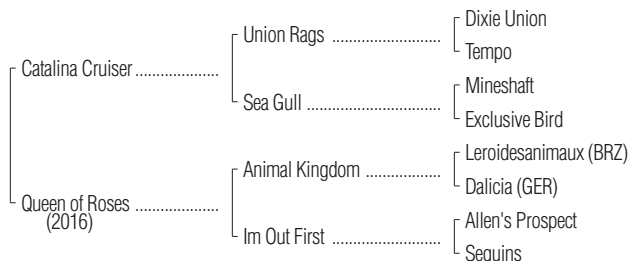 Dixie Union
Union Rags
Tempo
Catalina Cruiser
Mineshaft
Sea Gull
Exclusive Bird
Leroidesanimaux (BRZ)
Animal Kingdom
Dalicia (GER)
Queen of Roses
(2016)
Allen's Prospect
Im Out First
Sequins